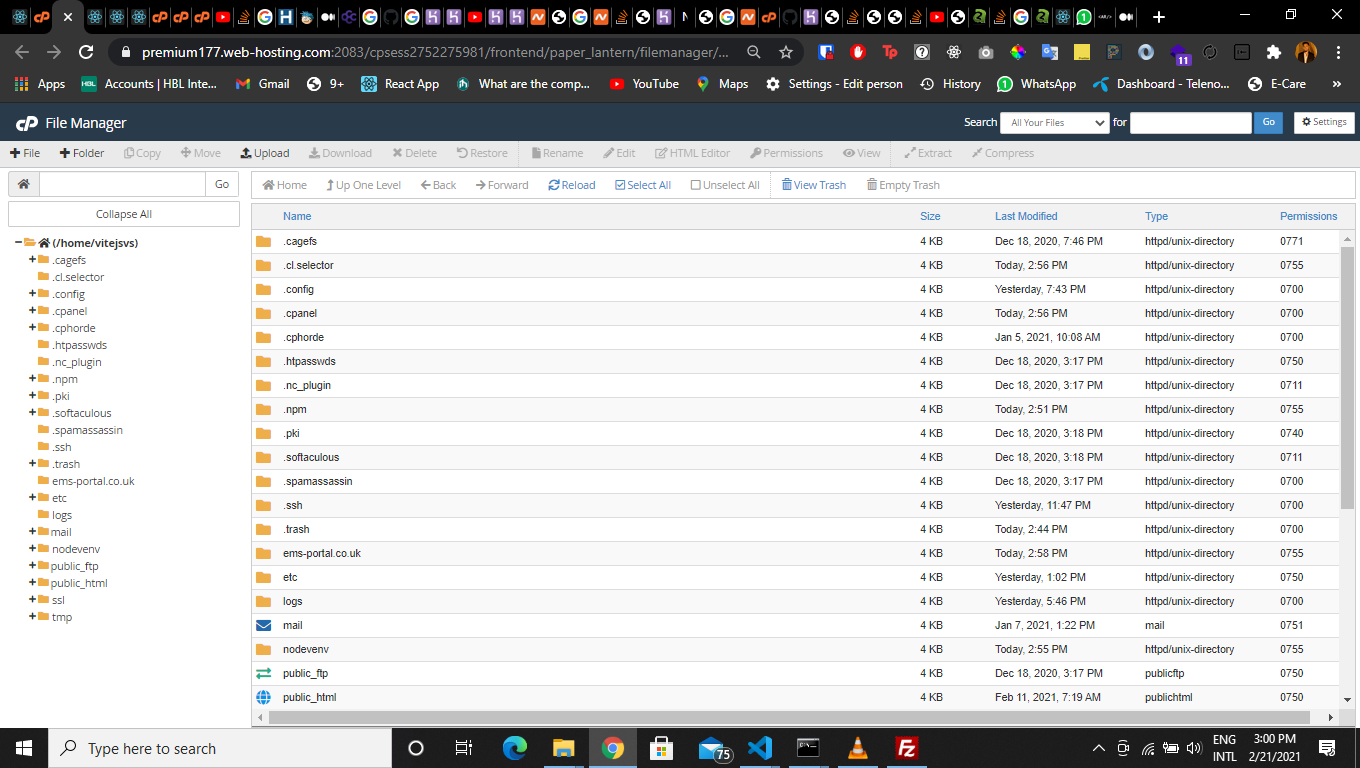 premium177.web-hosting.com:2083/cpsess2752275981/frontend/paper_lantern/filemanager/...
11
Apps
HBL
Accounts | HBL Inte...
Gmail
9+
React App
What are the comp...
YouTube
Maps
Settings - Edit person
History
WhatsApp
Dashboard - Teleno...
E-Care
»
cP File Manager
Search All Your Files for Go Settings
File Folder Copy Move Upload Download Delete Restore Rename Edit HTML Editor Permissions View Extract Compress
Go
Home Up One Level Back Forward Reload Select All Unselect All View Trash Empty Trash
Collapse All
(/home/vitejsvs)
.cagefs
.cl.selector
.config
.cpanel
.cphorde
.htpasswds
.nc_plugin
.npm
.pki
.softaculous
.spamassassin
.ssh
.trash
ems-portal.co.uk
etc
logs
mail
nodevenv
public_ftp
public_html
ssl
tmp
Name Size Last Modified Type Permissions
.cagefs 4 KB Dec 18, 2020, 7:46 PM httpd/unix-directory 0771
.cl.selector 4 KB Today, 2:56 PM httpd/unix-directory 0755
.config 4 KB Yesterday, 7:43 PM httpd/unix-directory 0700
.cpanel 4 KB Today, 2:56 PM httpd/unix-directory 0700
.cphorde 4 KB Jan 5, 2021, 10:08 AM httpd/unix-directory 0700
.htpasswds 4 KB Dec 18, 2020, 3:17 PM httpd/unix-directory 0750
.nc_plugin 4 KB Dec 18, 2020, 3:17 PM httpd/unix-directory 0711
.npm 4 KB Today, 2:51 PM httpd/unix-directory 0755
.pki 4 KB Dec 18, 2020, 3:18 PM httpd/unix-directory 0740
.softaculous 4 KB Dec 18, 2020, 3:18 PM httpd/unix-directory 0711
.spamassassin 4 KB Dec 18, 2020, 3:17 PM httpd/unix-directory 0700
.ssh 4 KB Yesterday, 11:47 PM httpd/unix-directory 0700
.trash 4 KB Today, 2:44 PM httpd/unix-directory 0700
ems-portal.co.uk 4 KB Today, 2:58 PM httpd/unix-directory 0755
etc 4 KB Yesterday, 1:02 PM httpd/unix-directory 0750
logs 4 KB Yesterday, 5:46 PM httpd/unix-directory 0700
mail 4 KB Jan 7, 2021, 1:22 PM mail 0751
nodevenv 4 KB Today, 2:55 PM httpd/unix-directory 0755
public_ftp 4 KB Dec 18, 2020, 3:17 PM publicftp 0750
public_html 4 KB Feb 11, 2021, 7:19 AM publichtml 0750
Type here to search
75
ENG
INTL
3:00 PM
2/21/2021